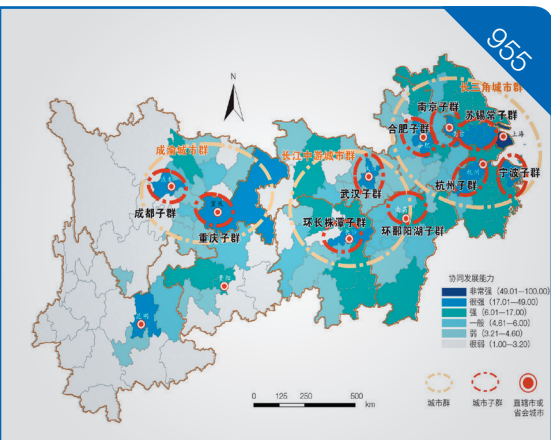 955
N
长三角城市群
南京子群
苏锡常子群
合肥子群
上海
成渝城市群
长江中游城市群
杭州
宁波子群
武汉子群
杭州子群
成都子群
环长株潭子群
环鄱阳湖子群
重庆子群
协同发展能力
非常强（49.01—100.00）
很强（17.01—49.00）
强（6.01—17.00）
一般（4.61—6.00）
弱（3.21—4.60）
很弱（1.00—3.20）
0 125 250 500
km
城市群
城市子群
直辖市或
省会城市